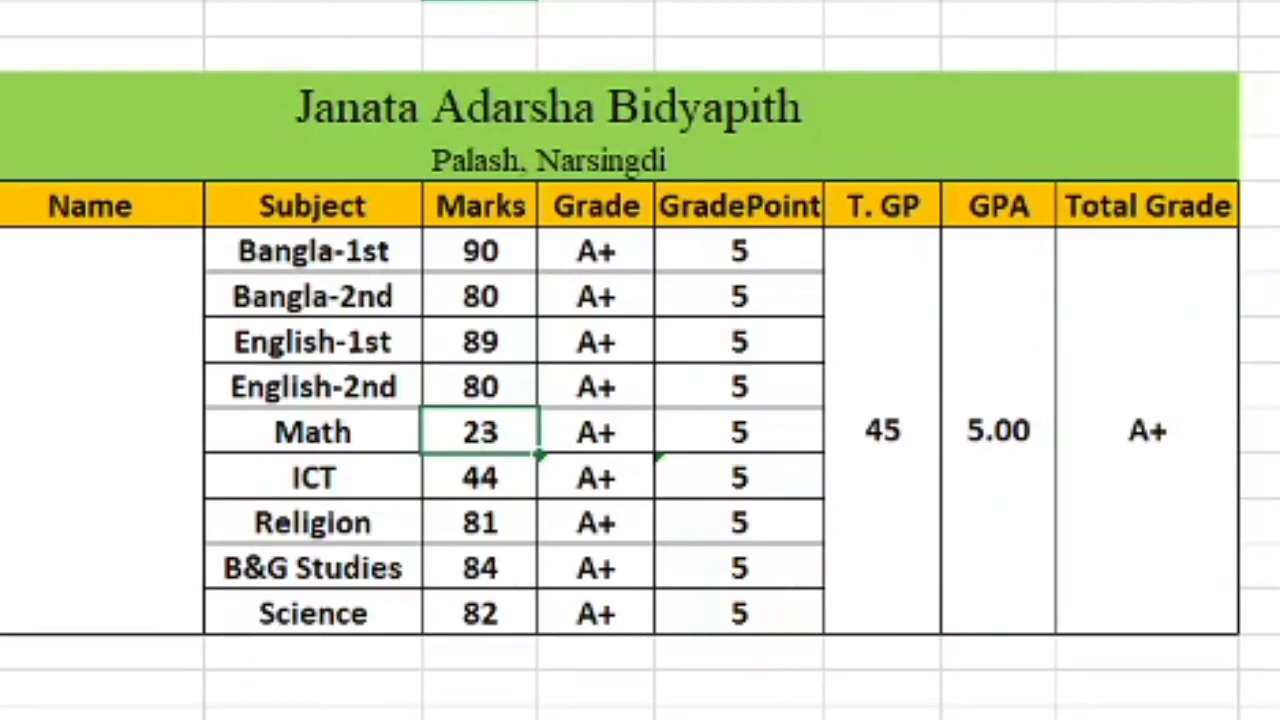 Janata Adarsha Bidyapith
Palash, Narsingdi
Name Subject Marks Grade GradePoint T. GP GPA Total Grade
Bangla-1st 90 A+ 5
Bangla-2nd 80 A+ 5
English-1st 89 A+ 5
English-2nd 80 A+ 5
Math 23 A+ 5 45 5.00 A+
ICT 44 A+ 5
Religion 81 A+ 5
B&G Studies 84 A+ 5
Science 82 A+ 5